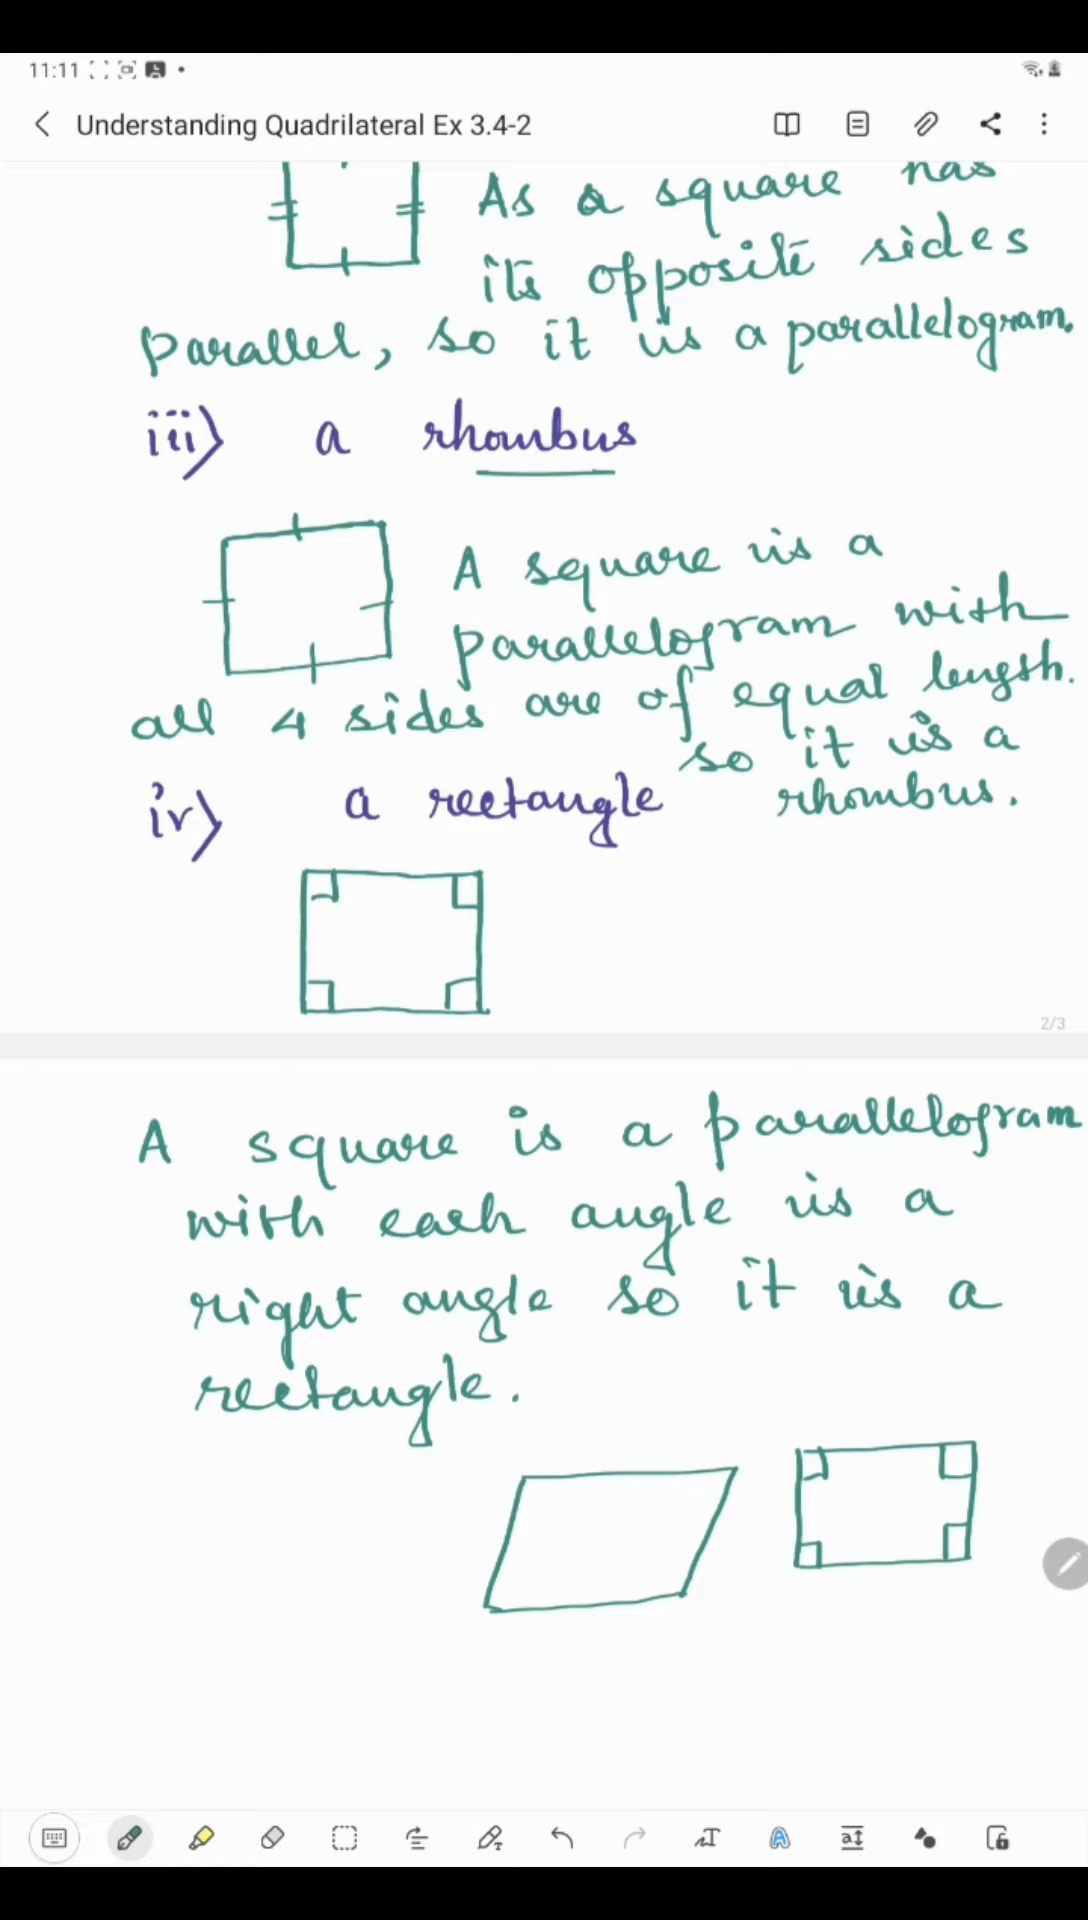 11:11
Understanding Quadrilateral Ex 3.4-2
As a square has
its opposite sides
parallel, so it is a parallelogram.
iii) a rhombus
A square is a
parallelogram with
all 4 sides are of equal length.
so it is a
rhombus.
iv) a rectangle
2/3
A square is a parallelogram
with each angle is a
right angle so it is a
rectangle.